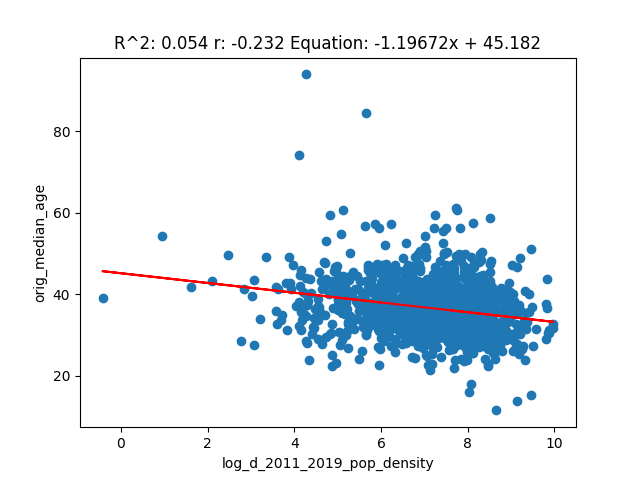 R^2: 0.054 r: -0.232 Equation: -1.19672x + 45.182
80
60
40
20
orig_median_age
0 2 4 6 8 10
log_d_2011_2019_pop_density